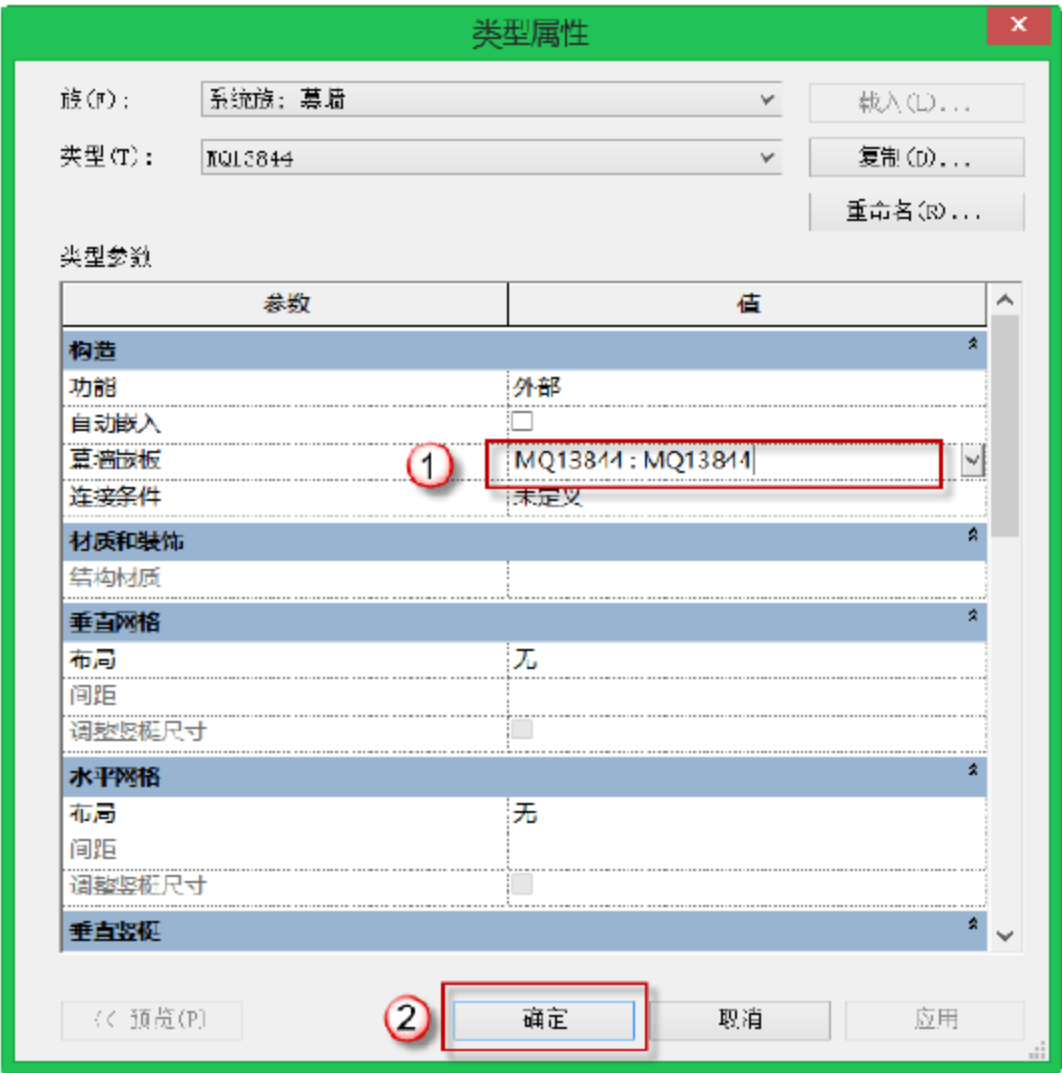 类型属性
x
族(F): 系统族: 幕墙 载入(L)...
类型(T): MQ13844 复制(D)...
重命名(R)...
类型参数
参数 值
构造
功能 外部
自动嵌入
幕墙嵌板 ① MQ13844 : MQ13844
连接条件 未定义
材质和装饰
结构材质
垂直网格
布局 无
间距
调整竖梃尺寸
水平网格
布局 无
间距
调整竖梃尺寸
垂直竖梃
<< 预览(P) ② 确定 取消 应用